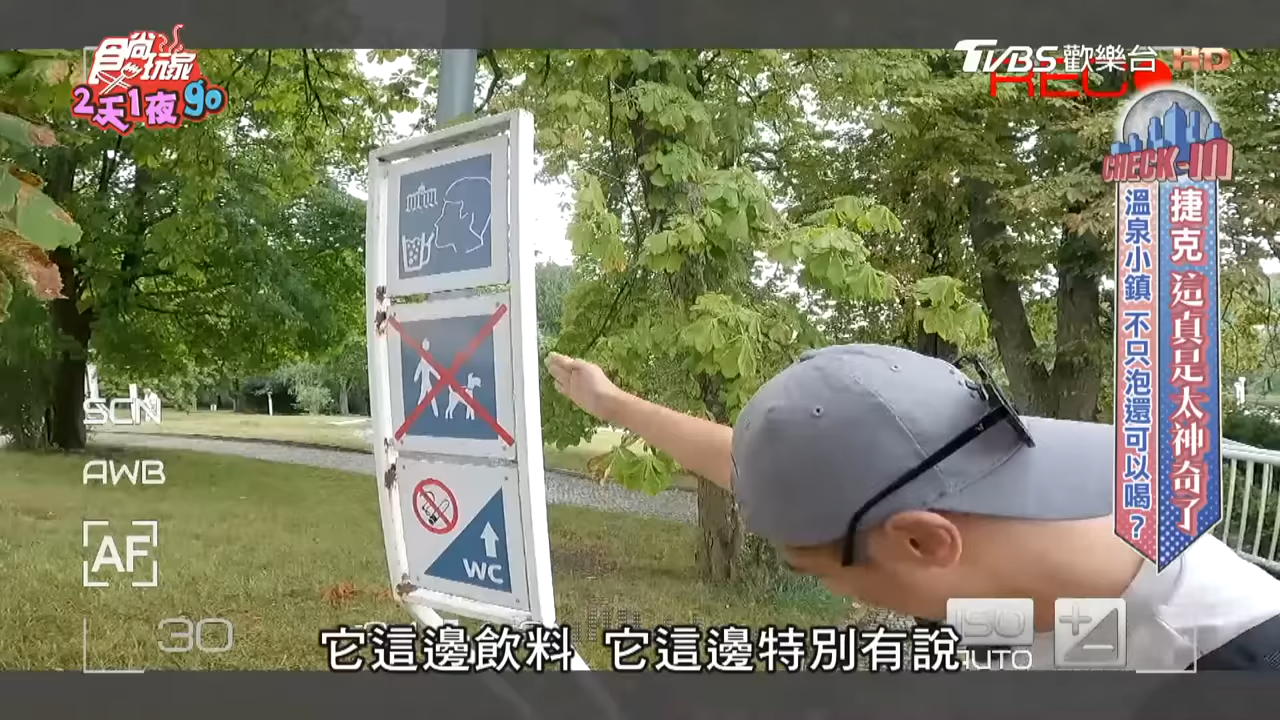 食尚玩家
2天1夜go
TVBS歡樂台 HD
REC
CHECK-IN
捷克 這真是太神奇了
溫泉小鎮 不只泡還可以喝？
SCN
AWB
AF
30
WC
ISO
AUTO
它這邊飲料 它這邊特別有說